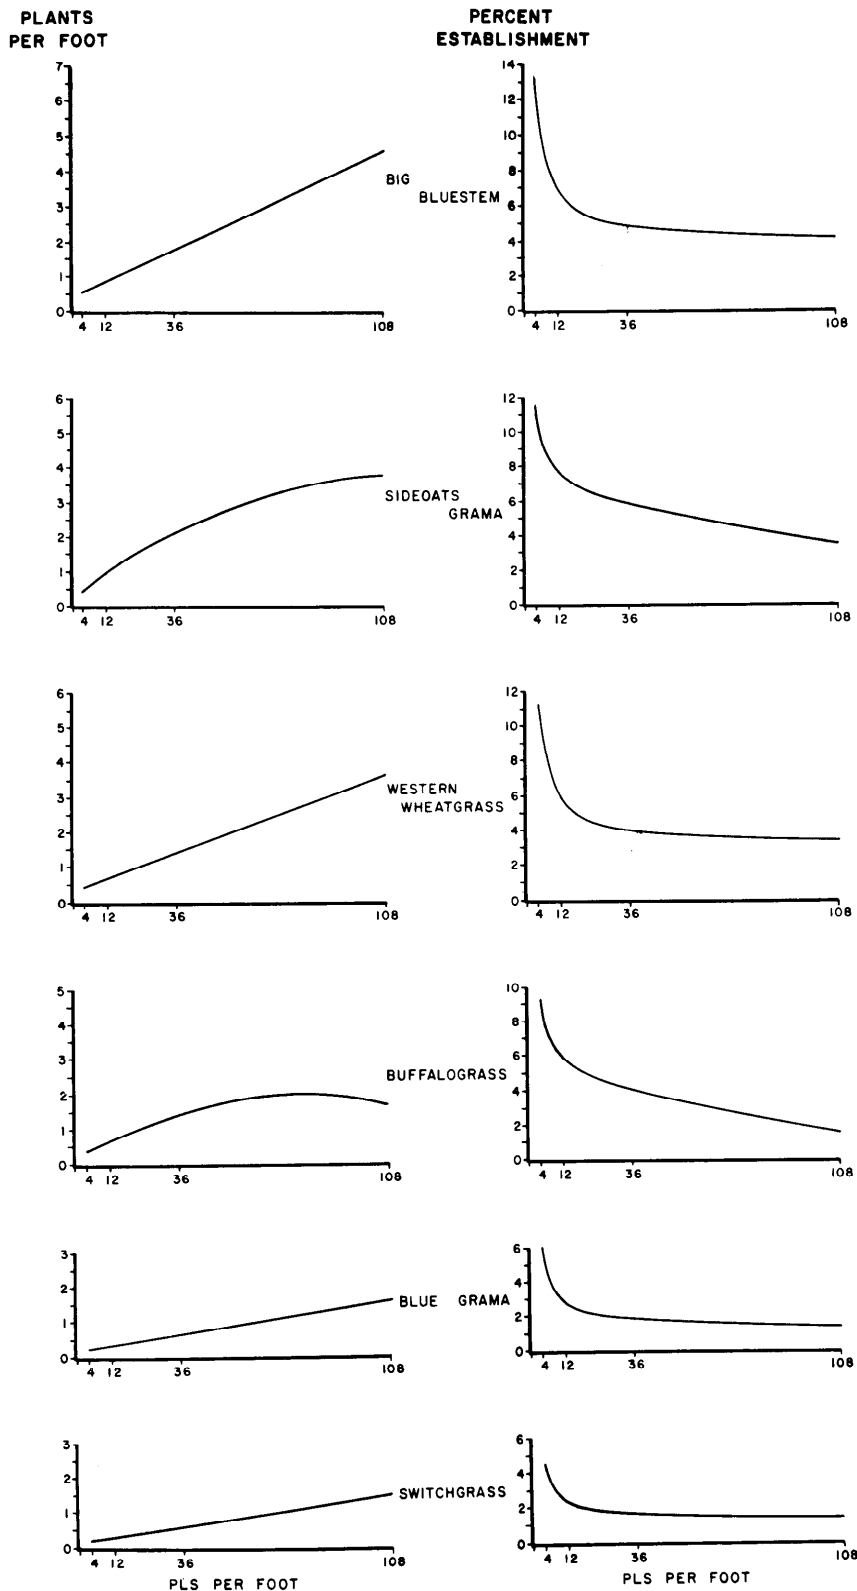 PLANTS
PER FOOT
PERCENT
ESTABLISHMENT
7
6
5
4
3
2
1
0
4 12 36 108
BIG
BLUESTEM
14
12
10
8
6
4
2
0
4 12 36 108
6
5
4
3
2
1
0
4 12 36 108
SIDEOATS
GRAMA
12
10
8
6
4
2
0
4 12 36 108
6
5
4
3
2
1
0
4 12 36 108
WESTERN
WHEATGRASS
12
10
8
6
4
2
0
4 12 36 108
5
4
3
2
1
0
4 12 36 108
BUFFALOGRASS
10
8
6
4
2
0
4 12 36 108
3
2
1
0
4 12 36 108
BLUE GRAMA
6
4
2
0
4 12 36 108
3
2
1
0
4 12 36 108
PLS PER FOOT
SWITCHGRASS
6
4
2
0
4 12 36 108
PLS PER FOOT